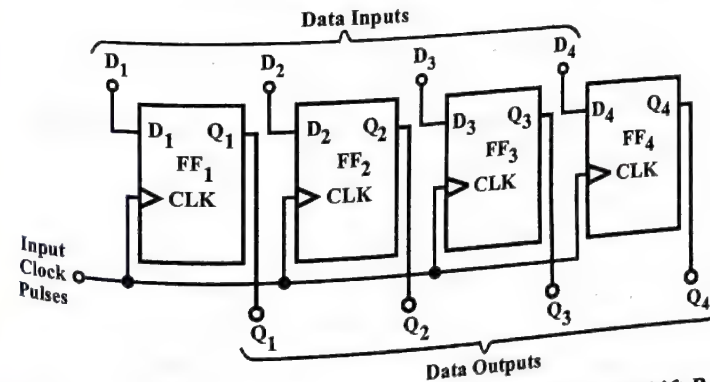 Data Inputs
D1 D2 D3 D4
D1 Q1 D2 Q2 D3 Q3 D4 Q4
FF1 FF2 FF3 FF4
CLK CLK CLK CLK
Input
Clock
Pulses
Q1 Q2 Q3 Q4
Data Outputs